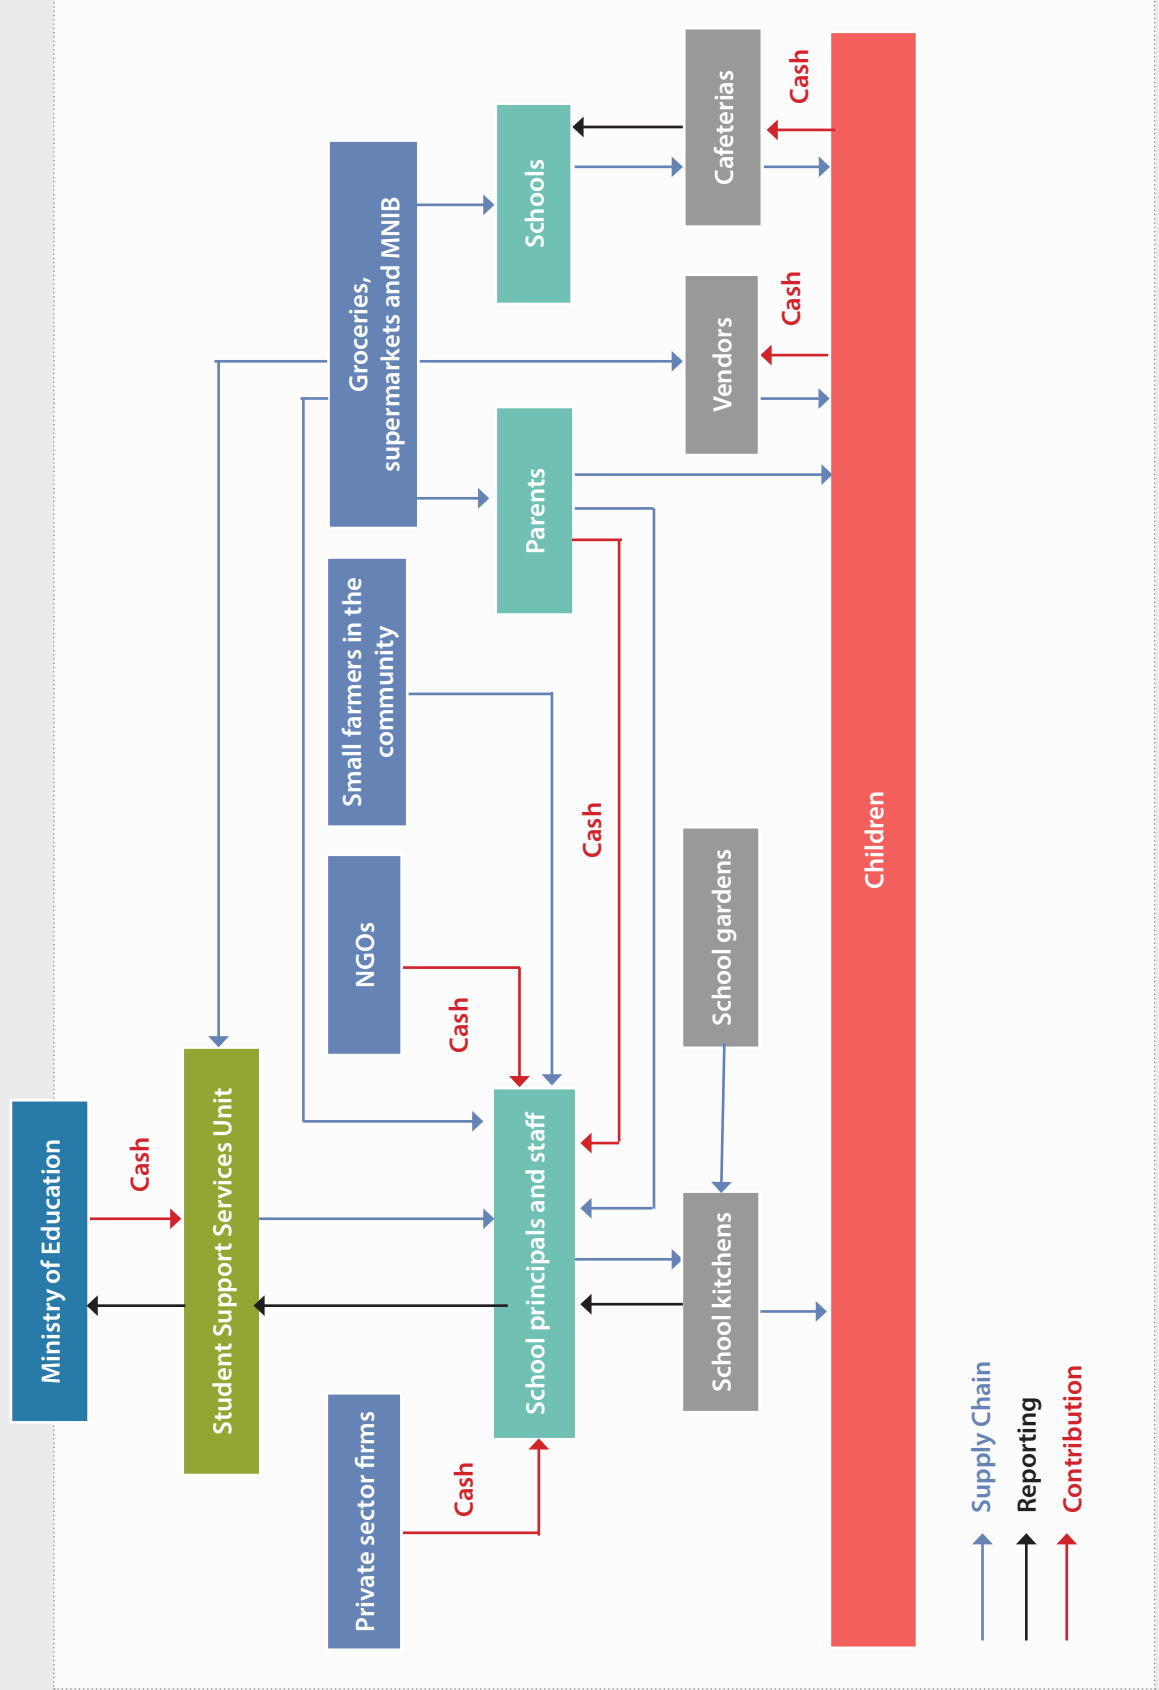 Ministry of Education
Cash
Student Support Services Unit
Private sector firms
NGOs
Small farmers in the
community
Groceries,
supermarkets and MNIB
Cash
Cash
School principals and staff
Parents
Schools
Cash
School kitchens
School gardens
Vendors
Cafeterias
Cash
Cash
Children
Supply Chain
Reporting
Contribution